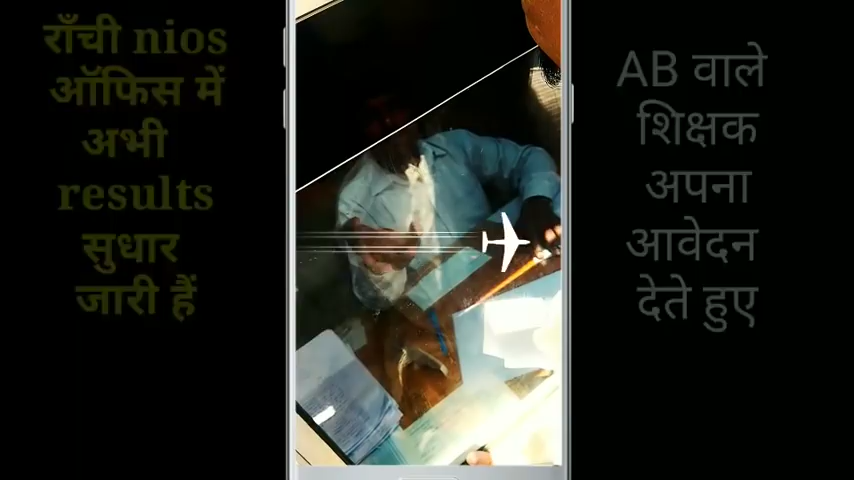 राँची nios
ऑफिस में
अभी
results
सुधार
जारी हैं
AB वाले
शिक्षक
अपना
आवेदन
देते हुए